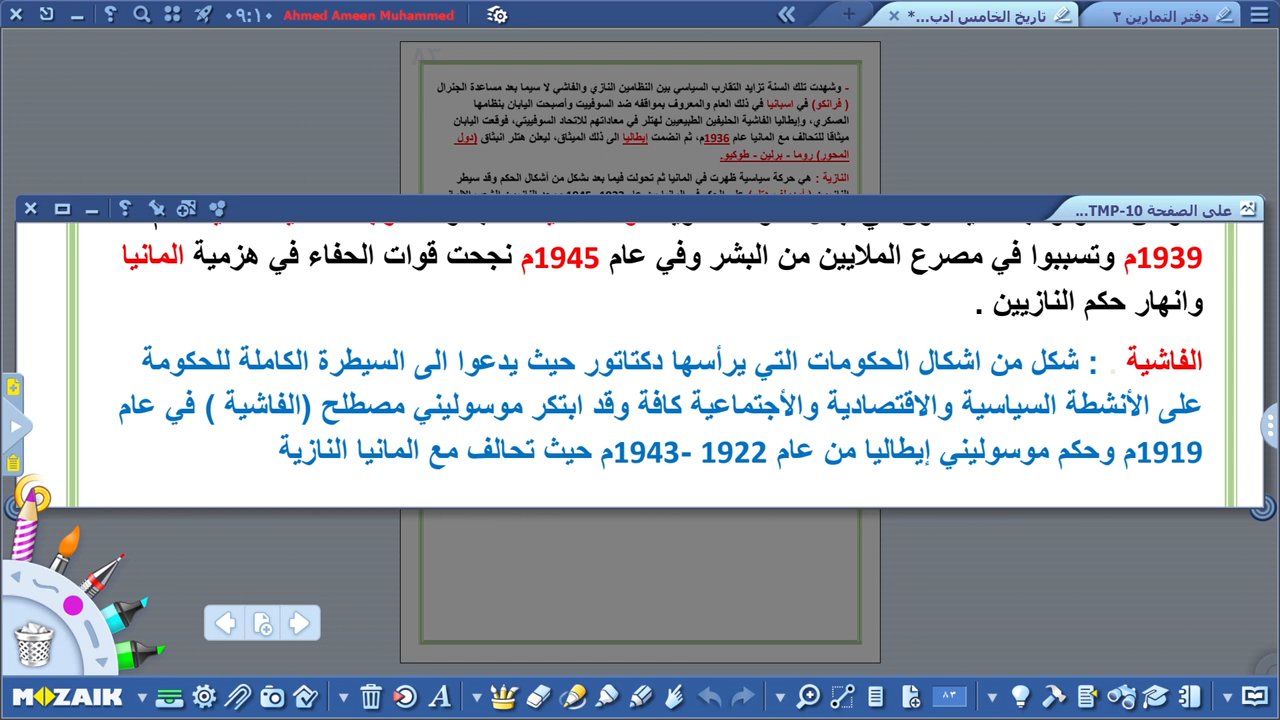 ٠٩:١٠ Ahmed Ameen Muhammed
تاريخ الخامس ادب...*
دفتر التمارين ٢
٨٣
- وشهدت تلك السنة تزايد التقارب السياسي بين النظامين النازي والفاشي لا سيما بعد مساعدة الجنرال
( فرانكو) في اسبانيا في ذلك العام والمعروف بمواقفه ضد السوفييت وأصبحت اليابان بنظامها
العسكري، وإيطاليا الفاشية الحليفين الطبيعيين لهتلر في معاداتهم للاتحاد السوفييتي، فوقعت اليابان
ميثاقا للتحالف مع المانيا عام 1936م، ثم انضمت إيطاليا الى ذلك الميثاق، ليعلن هتلر انبثاق (دول
المحور) روما - برلين - طوكيو.
النازية : هي حركة سياسية ظهرت في المانيا ثم تحولت فيما بعد بشكل من أشكال الحكم وقد سيطر
على الصفحة TMP-10...
1939م وتسببوا في مصرع الملايين من البشر وفي عام 1945م نجحت قوات الحفاء في هزمية المانيا
وانهار حكم النازيين .
الفاشية . : شكل من اشكال الحكومات التي يرأسها دكتاتور حيث يدعوا الى السيطرة الكاملة للحكومة
على الأنشطة السياسية والاقتصادية والأجتماعية كافة وقد ابتكر موسوليني مصطلح (الفاشية ) في عام
1919م وحكم موسوليني إيطاليا من عام 1922 -1943م حيث تحالف مع المانيا النازية
MOZAIK
٨٣